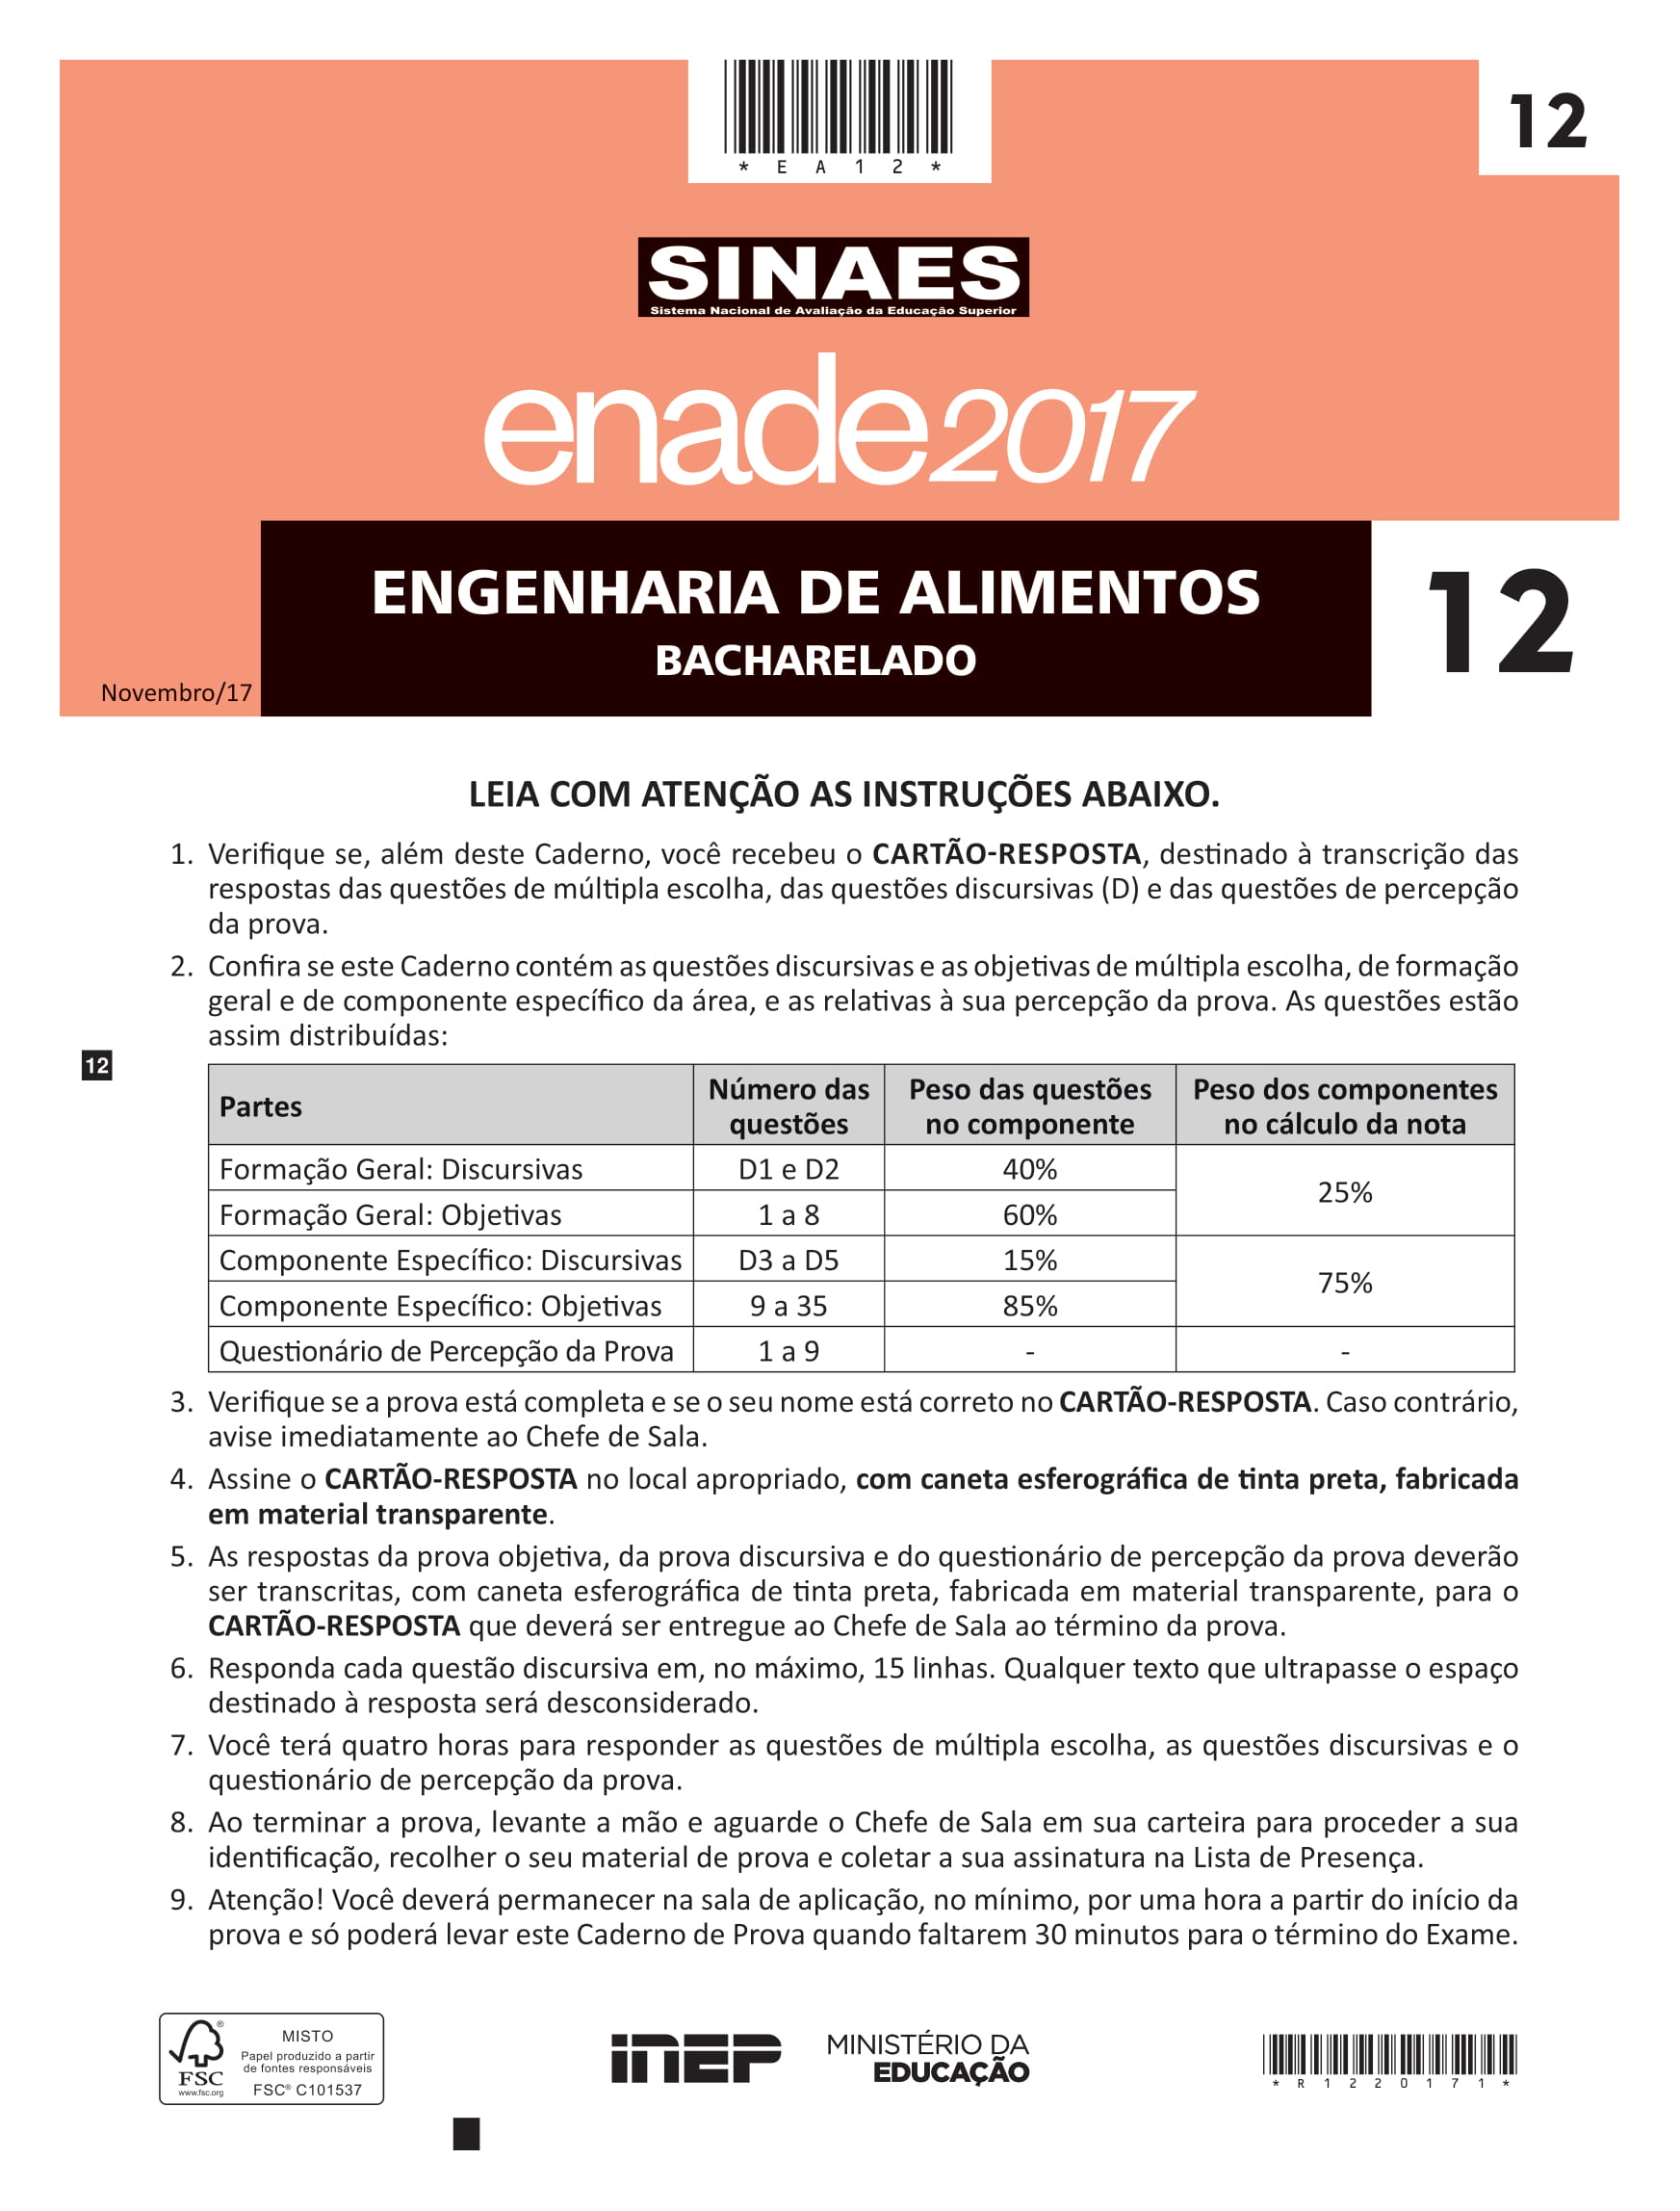 * E A 1 2 *
12
SINAES
Sistema Nacional de Avaliação da Educação Superior
enade2017
ENGENHARIA DE ALIMENTOS
BACHARELADO
12
Novembro/17
LEIA COM ATENÇÃO AS INSTRUÇÕES ABAIXO.
1. Verifique se, além deste Caderno, você recebeu o CARTÃO-RESPOSTA, destinado à transcrição das
respostas das questões de múltipla escolha, das questões discursivas (D) e das questões de percepção
da prova.
2. Confira se este Caderno contém as questões discursivas e as objetivas de múltipla escolha, de formação
geral e de componente específico da área, e as relativas à sua percepção da prova. As questões estão
assim distribuídas:
12
Partes Número das questões Peso das questões no componente Peso dos componentes no cálculo da nota
Formação Geral: Discursivas D1 e D2 40% 25%
Formação Geral: Objetivas 1 a 8 60%
Componente Específico: Discursivas D3 a D5 15% 75%
Componente Específico: Objetivas 9 a 35 85%
Questionário de Percepção da Prova 1 a 9 - -
3. Verifique se a prova está completa e se o seu nome está correto no CARTÃO-RESPOSTA. Caso contrário,
avise imediatamente ao Chefe de Sala.
4. Assine o CARTÃO-RESPOSTA no local apropriado, com caneta esferográfica de tinta preta, fabricada
em material transparente.
5. As respostas da prova objetiva, da prova discursiva e do questionário de percepção da prova deverão
ser transcritas, com caneta esferográfica de tinta preta, fabricada em material transparente, para o
CARTÃO-RESPOSTA que deverá ser entregue ao Chefe de Sala ao término da prova.
6. Responda cada questão discursiva em, no máximo, 15 linhas. Qualquer texto que ultrapasse o espaço
destinado à resposta será desconsiderado.
7. Você terá quatro horas para responder as questões de múltipla escolha, as questões discursivas e o
questionário de percepção da prova.
8. Ao terminar a prova, levante a mão e aguarde o Chefe de Sala em sua carteira para proceder a sua
identificação, recolher o seu material de prova e coletar a sua assinatura na Lista de Presença.
9. Atenção! Você deverá permanecer na sala de aplicação, no mínimo, por uma hora a partir do início da
prova e só poderá levar este Caderno de Prova quando faltarem 30 minutos para o término do Exame.
FSC®
www.fsc.org
MISTO
Papel produzido a partir
de fontes responsáveis
FSC® C101537
INEP
MINISTÉRIO DA
EDUCAÇÃO
* R 1 2 2 0 1 7 1 *